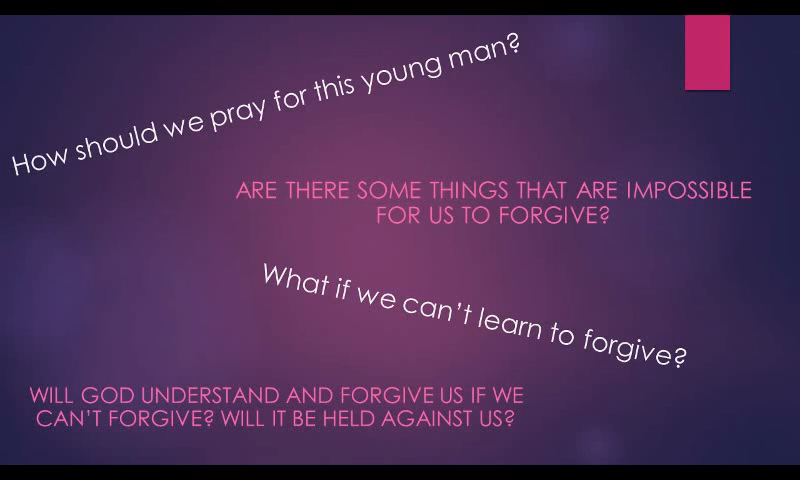 How should we pray for this young man?
ARE THERE SOME THINGS THAT ARE IMPOSSIBLE
FOR US TO FORGIVE?
What if we can't learn to forgive?
WILL GOD UNDERSTAND AND FORGIVE US IF WE
CAN'T FORGIVE? WILL IT BE HELD AGAINST US?